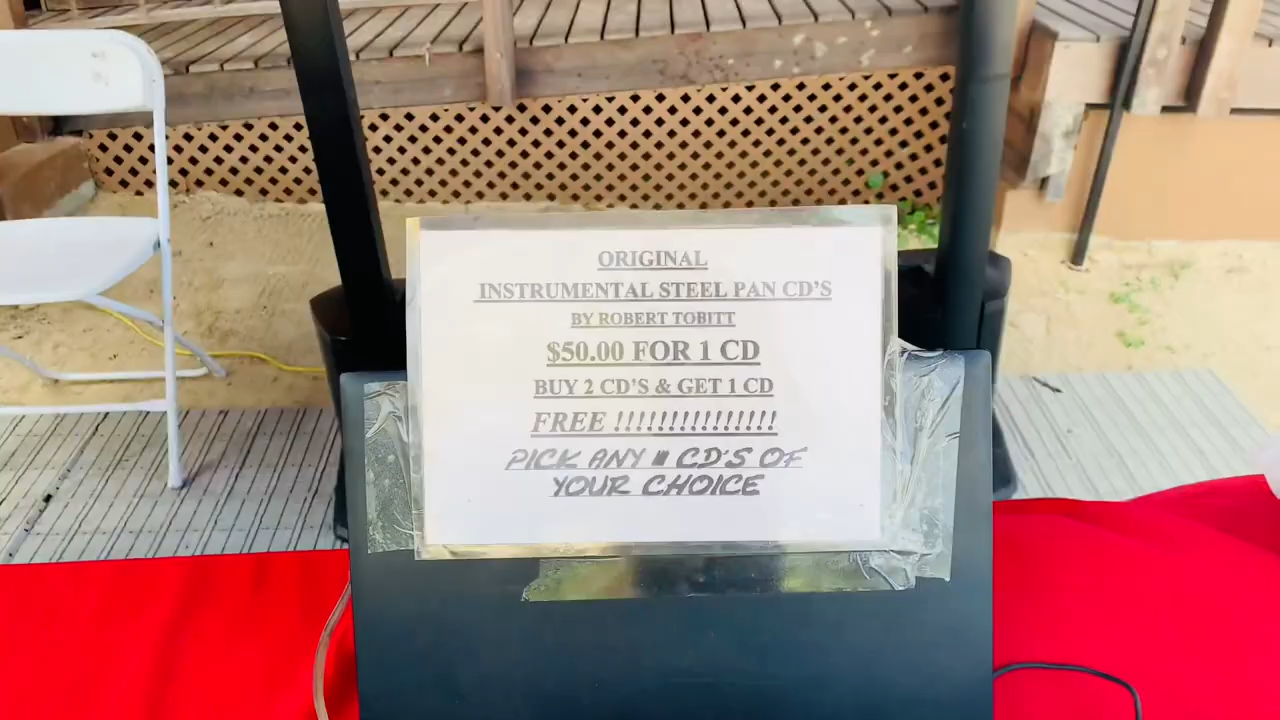 ORIGINAL
INSTRUMENTAL STEEL PAN CD'S
BY ROBERT TOBITT
$50.00 FOR 1 CD
BUY 2 CD'S & GET 1 CD
FREE !!!!!!!!!!!!!!!
PICK ANY CD'S OF
YOUR CHOICE